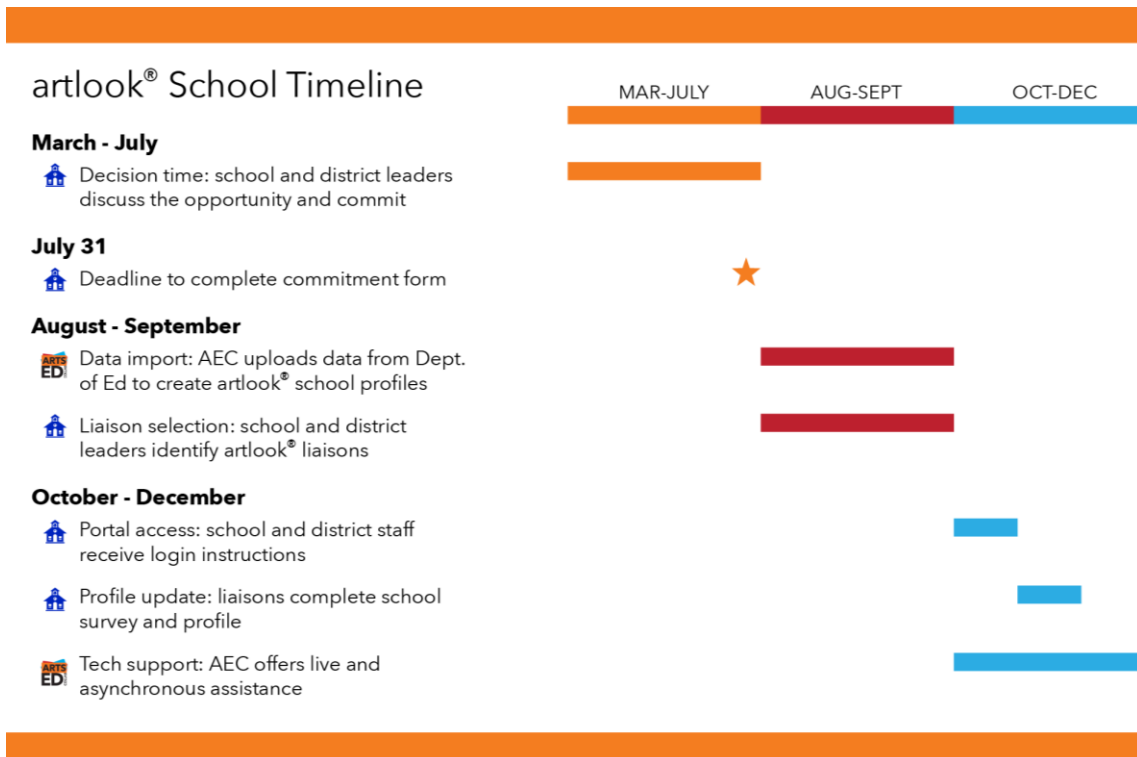 artlook® School Timeline
MAR-JULY
AUG-SEPT
OCT-DEC
March - July
Decision time: school and district leaders
discuss the opportunity and commit
July 31
Deadline to complete commitment form
August - September
ARTS
ED
Data import: AEC uploads data from Dept.
of Ed to create artlook® school profiles
Liaison selection: school and district
leaders identify artlook® liaisons
October - December
Portal access: school and district staff
receive login instructions
Profile update: liaisons complete school
survey and profile
ARTS
ED
Tech support: AEC offers live and
asynchronous assistance